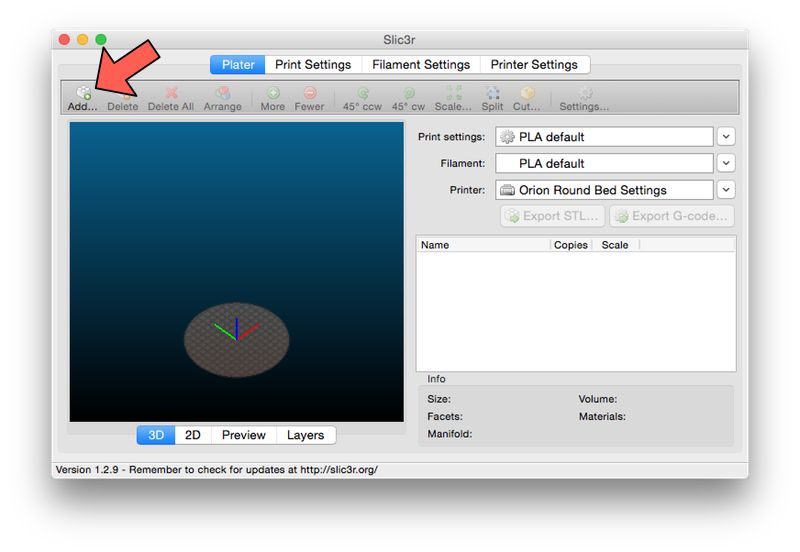 Slic3r
Plater Print Settings Filament Settings Printer Settings
Add... Delete Delete All Arrange More Fewer 45° ccw 45° cw Scale... Split Cut... Settings...
Print settings: PLA default
Filament: PLA default
Printer: Orion Round Bed Settings
Export STL... Export G-code...
Name Copies Scale
Info
Size: Volume:
Facets: Materials:
Manifold:
3D 2D Preview Layers
Version 1.2.9 - Remember to check for updates at http://slic3r.org/